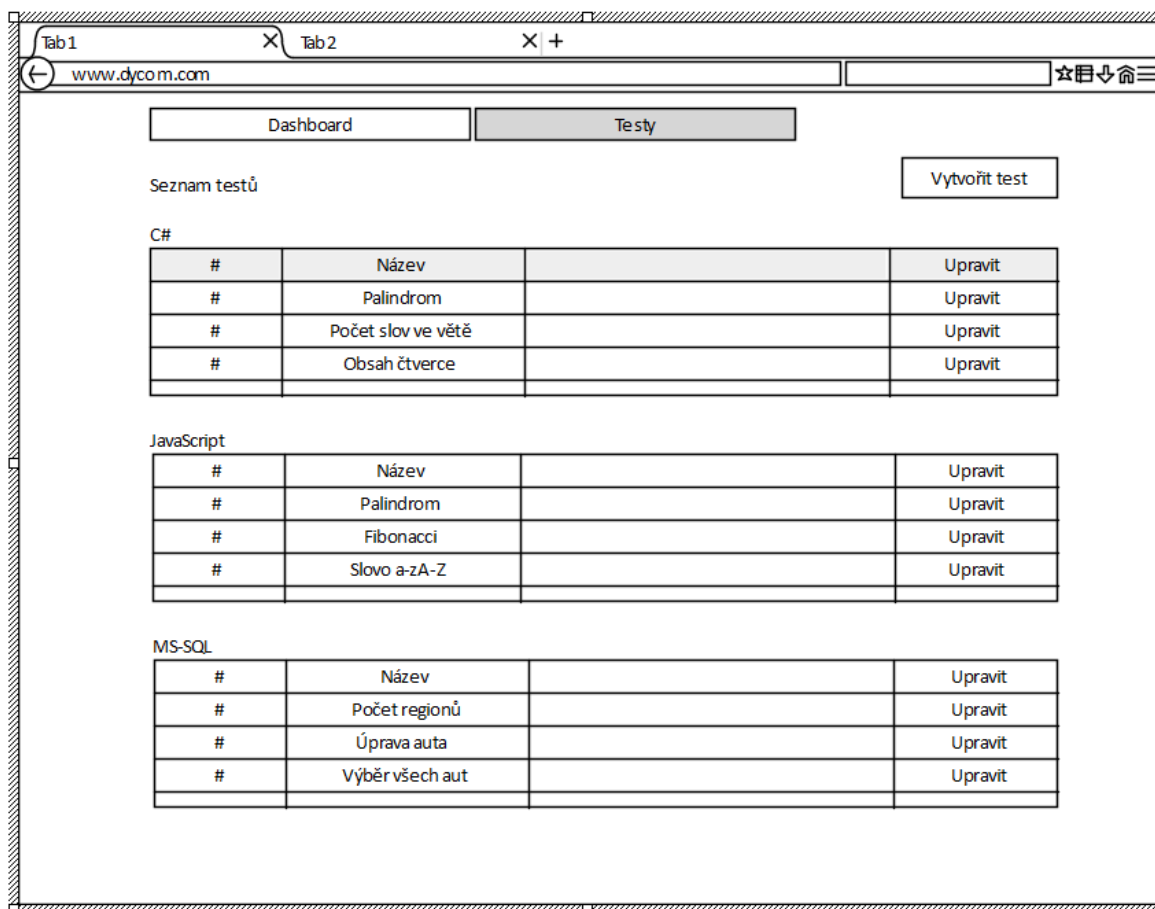 Tab 1 Tab 2
www.dycom.com
Dashboard Testy
Vytvořit test
Seznam testů
C#
# Název Upravit
# Palindrom Upravit
# Počet slov ve větě Upravit
# Obsah čtverce Upravit
JavaScript
# Název Upravit
# Palindrom Upravit
# Fibonacci Upravit
# Slovo a-zA-Z Upravit
MS-SQL
# Název Upravit
# Počet regionů Upravit
# Úprava auta Upravit
# Výběr všech aut Upravit